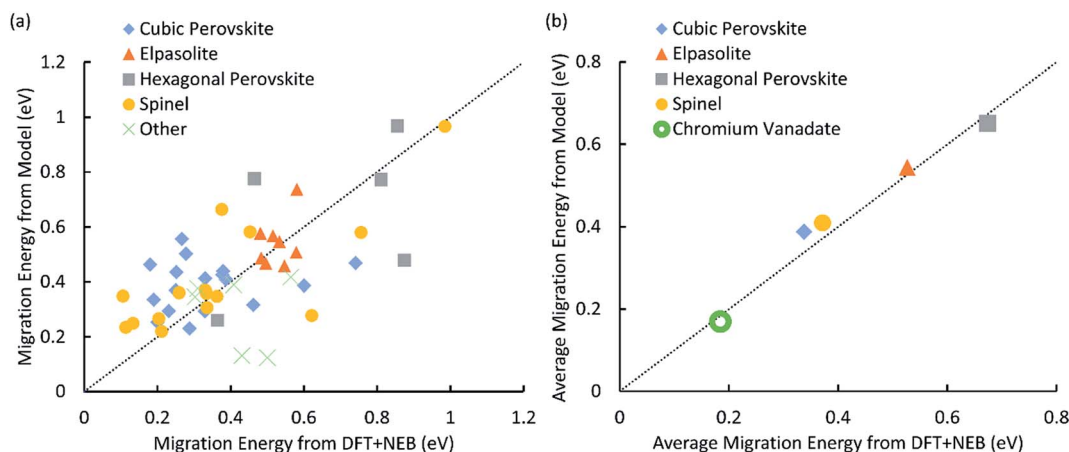 (a)
Cubic Perovskite
Elpasolite
Hexagonal Perovskite
Spinel
Other
Migration Energy from Model (eV)
1.2
1
0.8
0.6
0.4
0.2
0
0
0.2
0.4
0.6
0.8
1
1.2
Migration Energy from DFT+NEB (eV)
(b)
Cubic Perovskite
Elpasolite
Hexagonal Perovskite
Spinel
Chromium Vanadate
Average Migration Energy from Model (eV)
0.8
0.6
0.4
0.2
0
0
0.2
0.4
0.6
0.8
Average Migration Energy from DFT+NEB (eV)